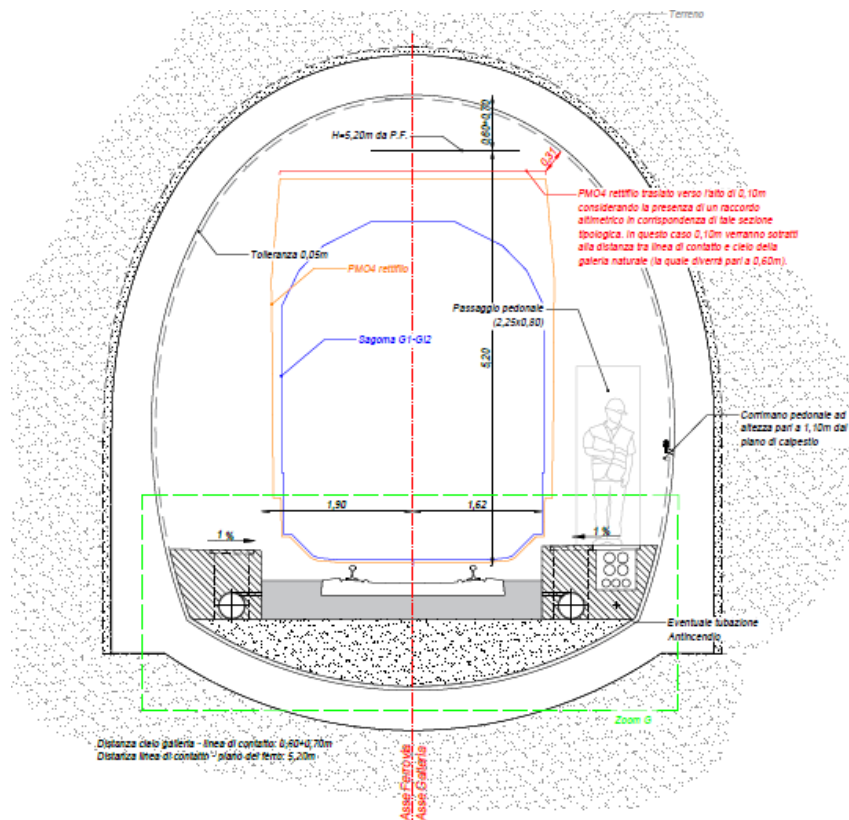 Terreno
0,60÷0,70
H=5,20m da P.F.
0,31
PMO4 rettifilo traslato verso l'alto di 0,10m
considerando la presenza di un raccordo
altimetrico in corrispondenza di tale sezione
tipologica. In questo caso 0,10m verranno sotratti
alla distanza tra linea di contatto e cielo della
galeria naturale (la quale diverrà pari a 0,60m).
Tolleranza 0,05m
PMO4 rettifilo
Passaggio pedonale
(2,25x0,80)
Sagoma G1-GI2
5,20
Corrimano pedonale ad
altezza pari a 1,10m dal
piano di calpestio
1,90
1,62
1 %
1 %
Eventuale tubazione
Antincendio
Zoom G
Distanza cielo galleria - linea di contatto: 0,60÷0,70m
Distanza linea di contatto - piano del ferro: 5,20m
Asse Ferrovia
Asse Galleria